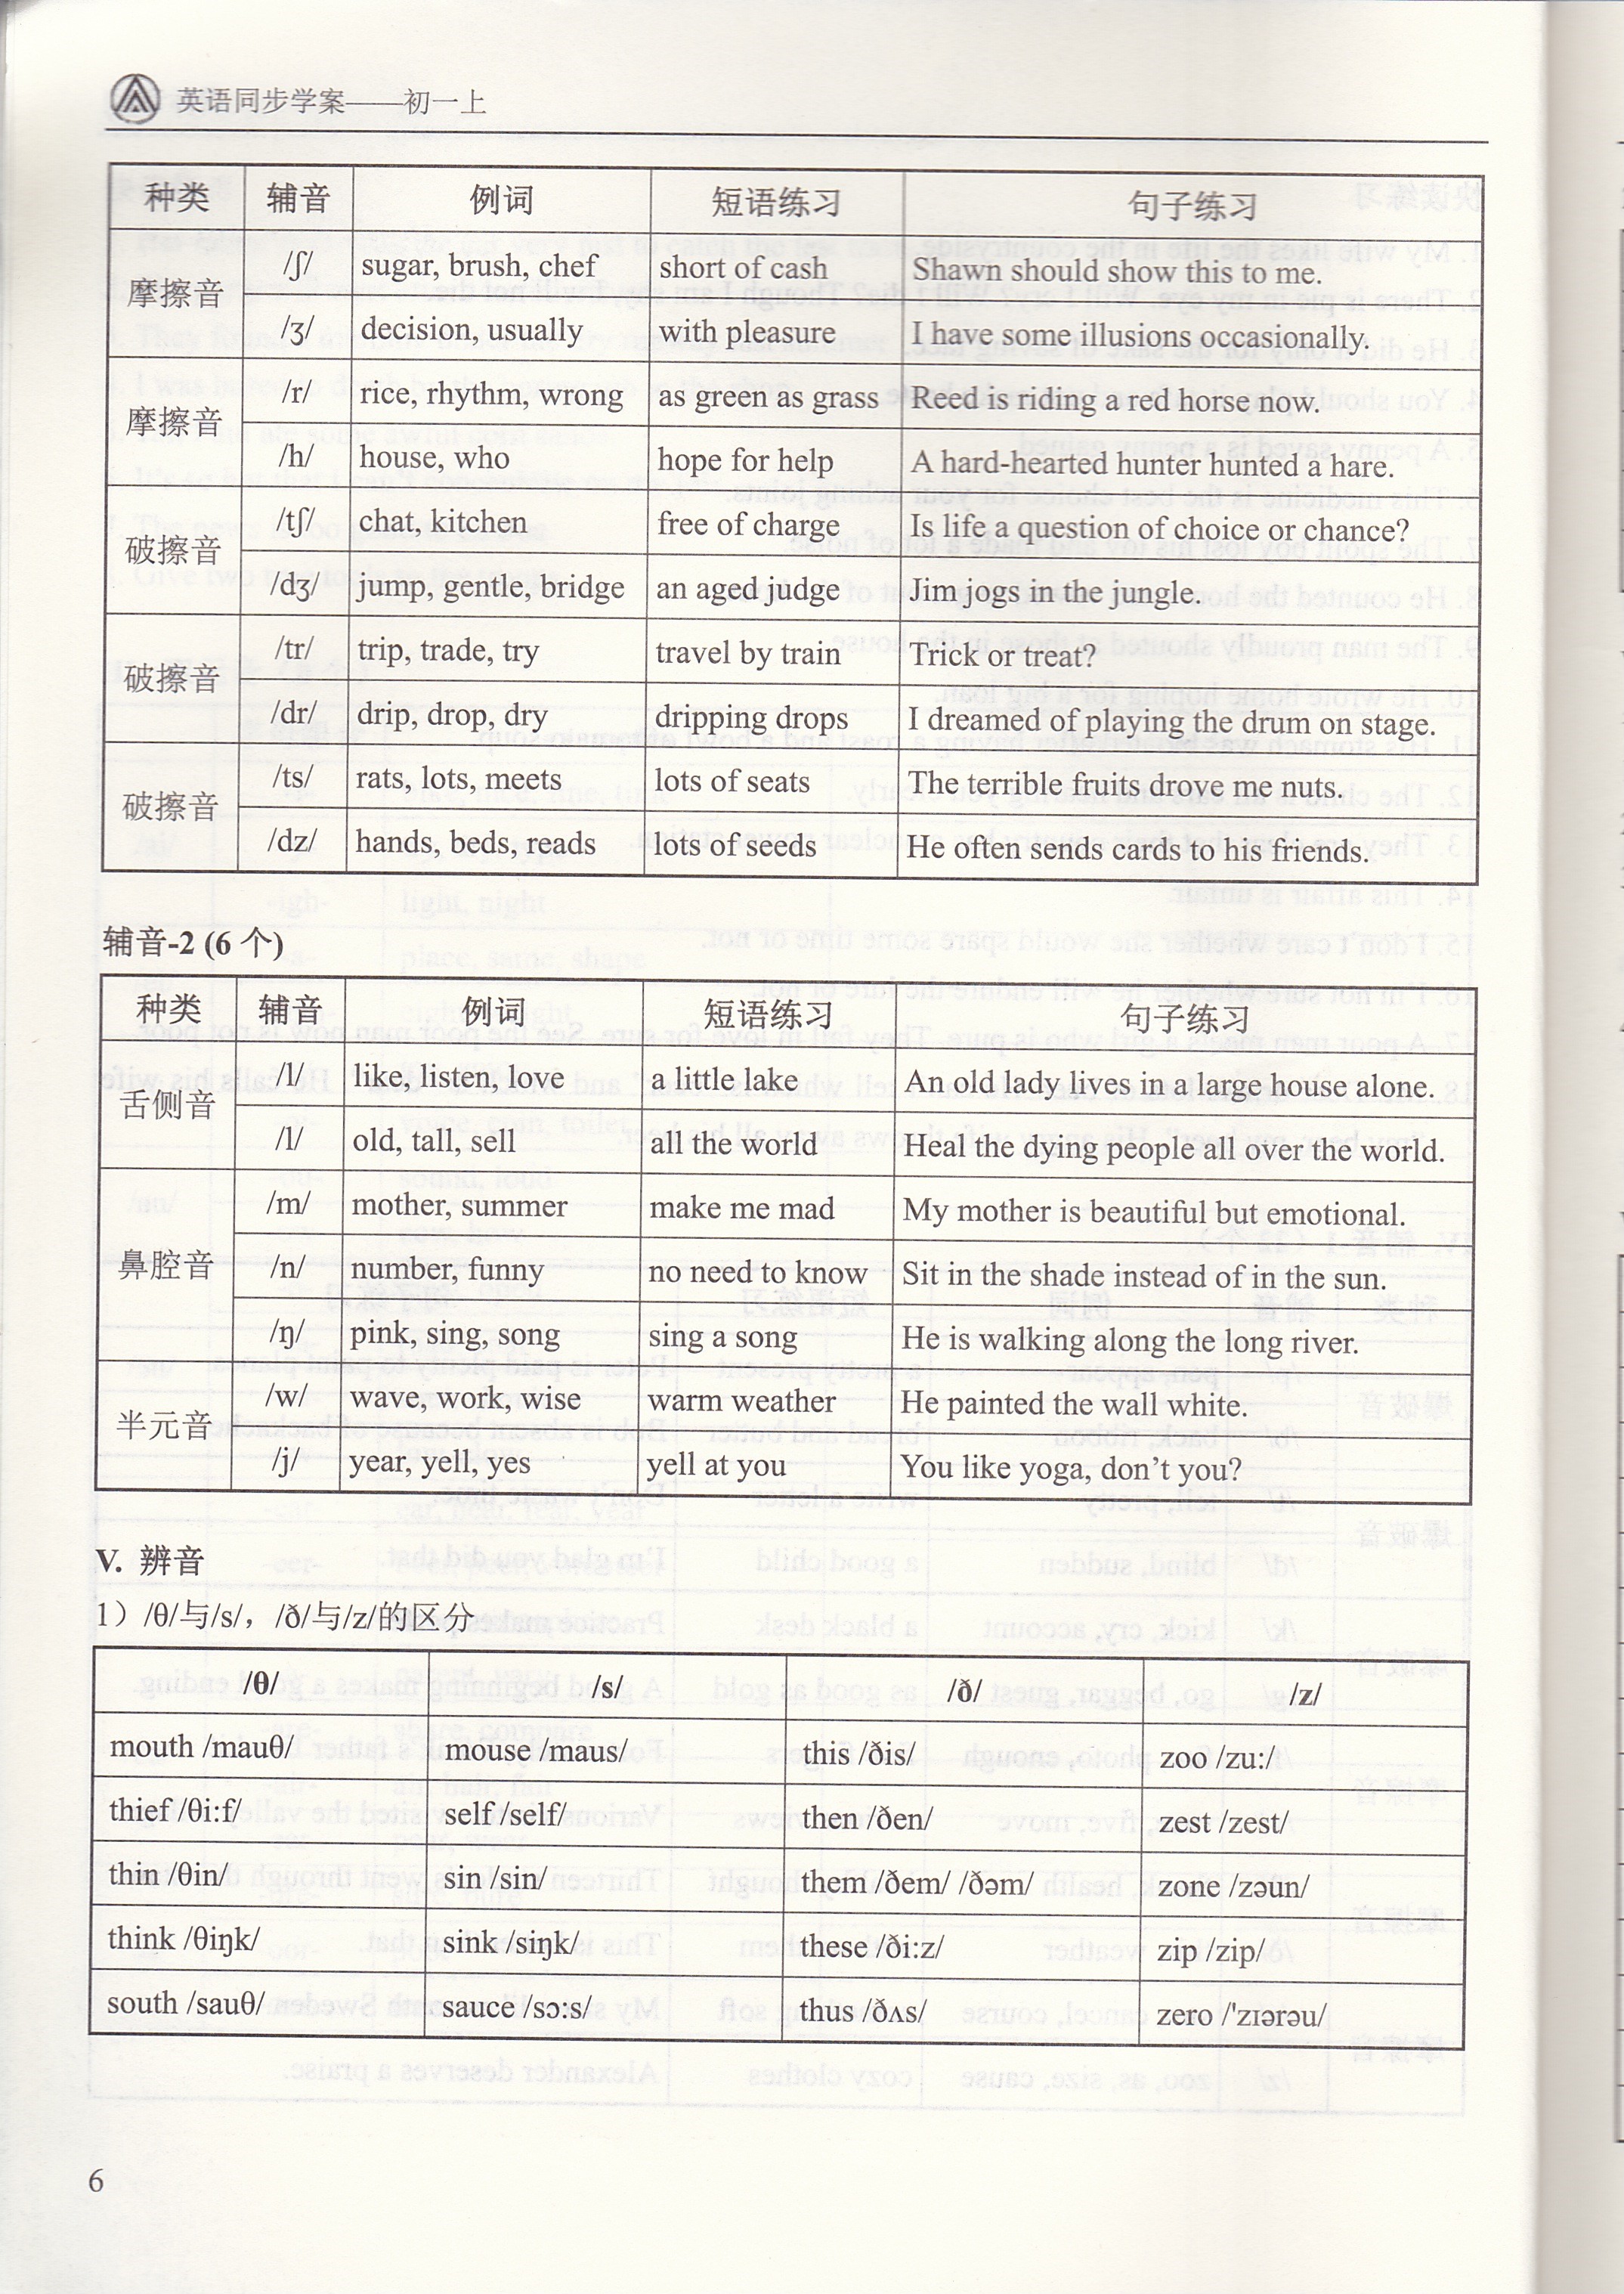 英语同步学案——初一上
种类 辅音 例词 短语练习 句子练习
摩擦音 /ʃ/ sugar, brush, chef short of cash Shawn should show this to me.
/ʒ/ decision, usually with pleasure I have some illusions occasionally.
摩擦音 /r/ rice, rhythm, wrong as green as grass Reed is riding a red horse now.
/h/ house, who hope for help A hard-hearted hunter hunted a hare.
破擦音 /tʃ/ chat, kitchen free of charge Is life a question of choice or chance?
/dʒ/ jump, gentle, bridge an aged judge Jim jogs in the jungle.
破擦音 /tr/ trip, trade, try travel by train Trick or treat?
/dr/ drip, drop, dry dripping drops I dreamed of playing the drum on stage.
破擦音 /ts/ rats, lots, meets lots of seats The terrible fruits drove me nuts.
/dz/ hands, beds, reads lots of seeds He often sends cards to his friends.
辅音-2 (6 个)
种类 辅音 例词 短语练习 句子练习
舌侧音 /l/ like, listen, love a little lake An old lady lives in a large house alone.
/l/ old, tall, sell all the world Heal the dying people all over the world.
鼻腔音 /m/ mother, summer make me mad My mother is beautiful but emotional.
/n/ number, funny no need to know Sit in the shade instead of in the sun.
/ŋ/ pink, sing, song sing a song He is walking along the long river.
半元音 /w/ wave, work, wise warm weather He painted the wall white.
/j/ year, yell, yes yell at you You like yoga, don't you?
V. 辨音
1）/θ/与/s/，/ð/与/z/的区分
/θ/ /s/ /ð/ /z/
mouth /mauθ/ mouse /maus/ this /ðis/ zoo /zu:/
thief /θi:f/ self /self/ then /ðen/ zest /zest/
thin /θin/ sin /sin/ them /ðem/ /ðəm/ zone /zəun/
think /θiŋk/ sink /siŋk/ these /ði:z/ zip /zip/
south /sauθ/ sauce /sɔ:s/ thus /ðʌs/ zero /'zɪərəu/
6